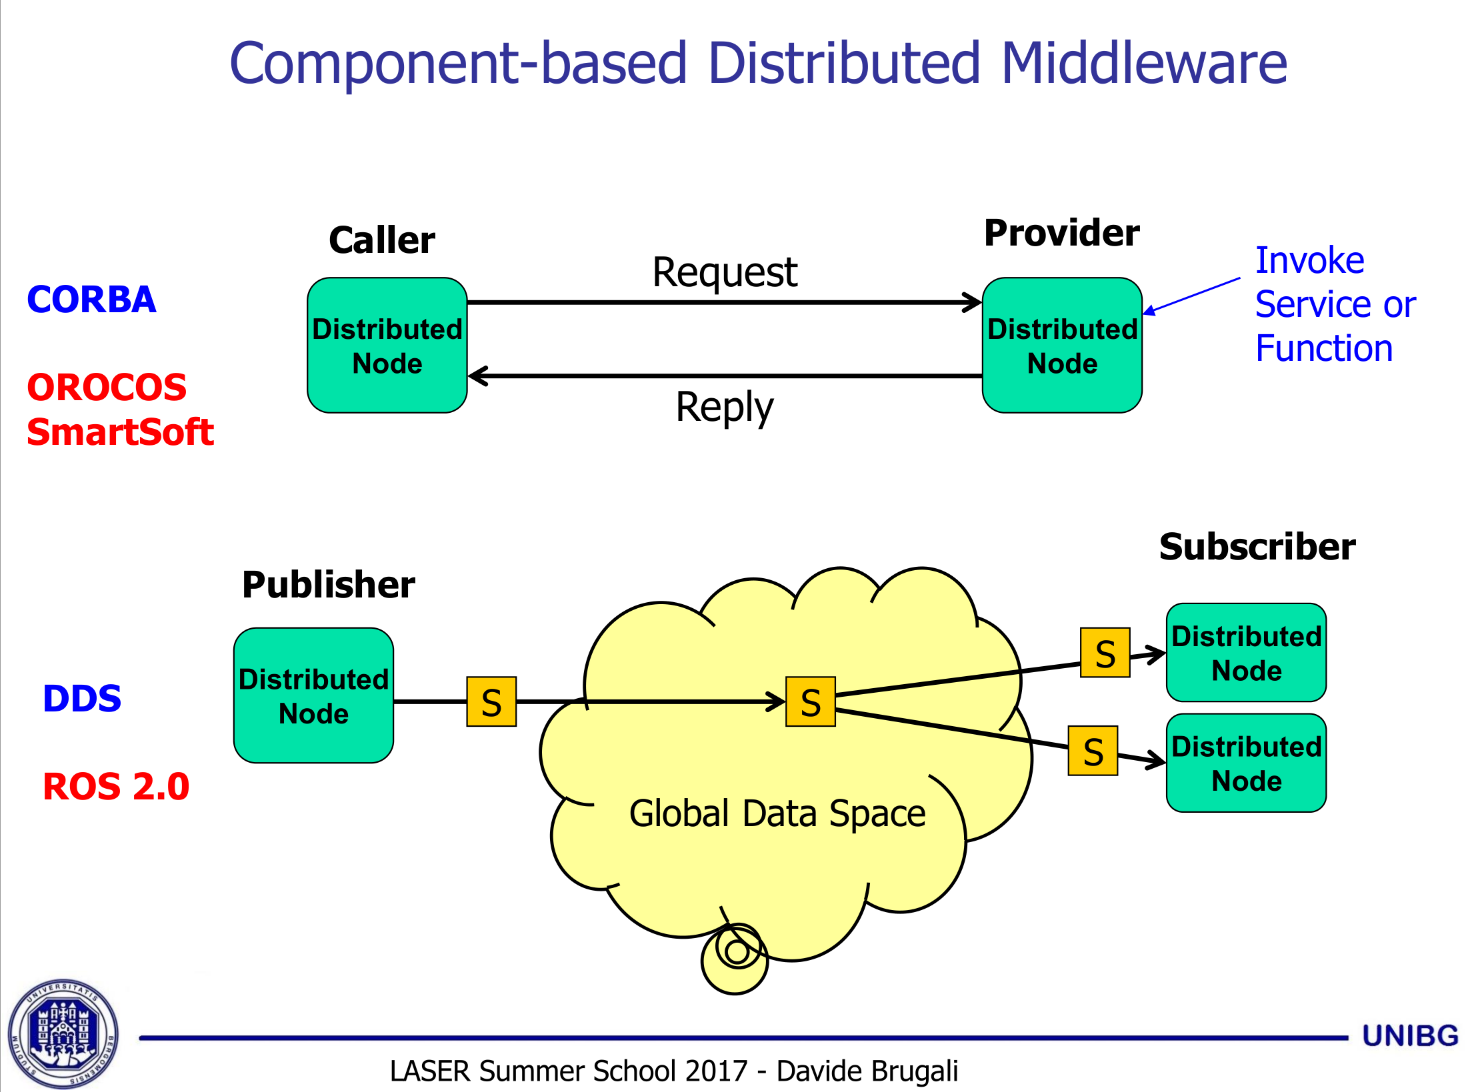 Component-based Distributed Middleware
Caller
Provider
Request
Invoke
Service or
Function
CORBA
Distributed
Node
Distributed
Node
OROCOS
SmartSoft
Reply
Subscriber
Publisher
Distributed
Node
S
Distributed
Node
DDS
S
S
S
Distributed
Node
ROS 2.0
Global Data Space
UNIVERSITATIS
BERGOMENSIS
STUDIUM
UNIBG
LASER Summer School 2017 - Davide Brugali